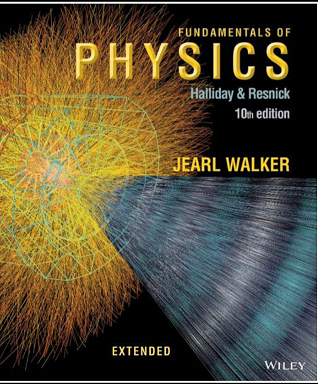 FUNDAMENTALS OF
PHYSICS
Halliday & Resnick
10th edition
JEARL WALKER
EXTENDED
WILEY